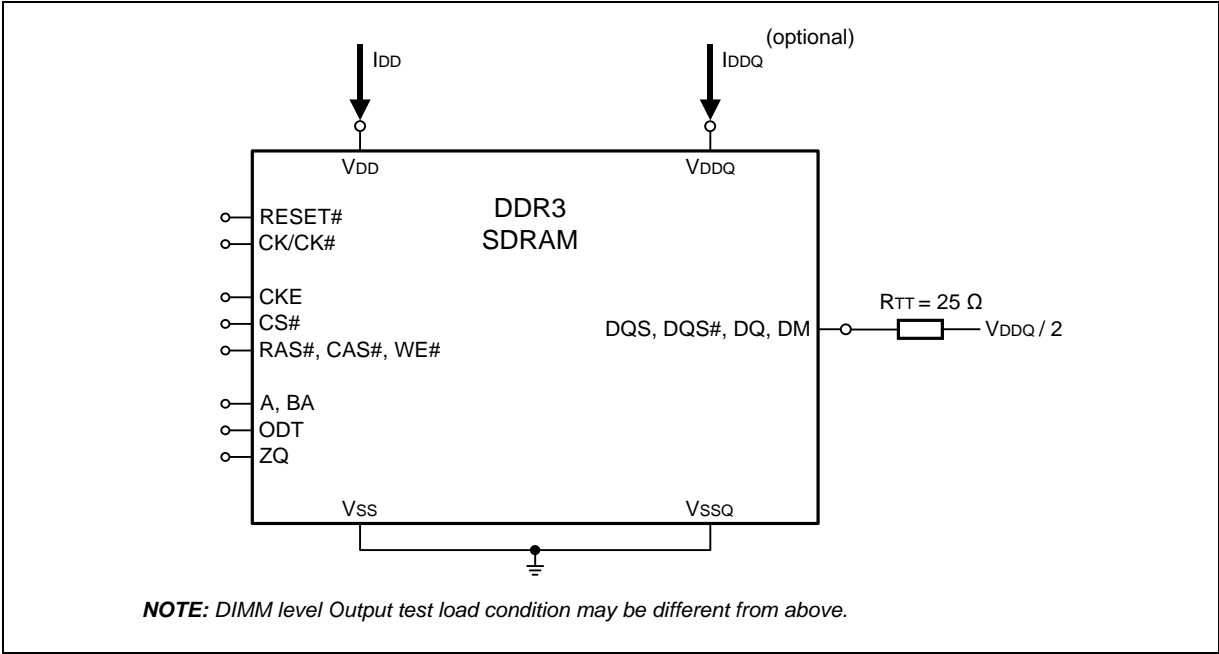 (optional)
IDD
IDDQ
VDD
VDDQ
DDR3
SDRAM
RESET#
CK/CK#
CKE
CS#
RAS#, CAS#, WE#
A, BA
ODT
ZQ
DQS, DQS#, DQ, DM
RTT = 25 Ω
VDDQ / 2
VSS
VSSQ
NOTE: DIMM level Output test load condition may be different from above.